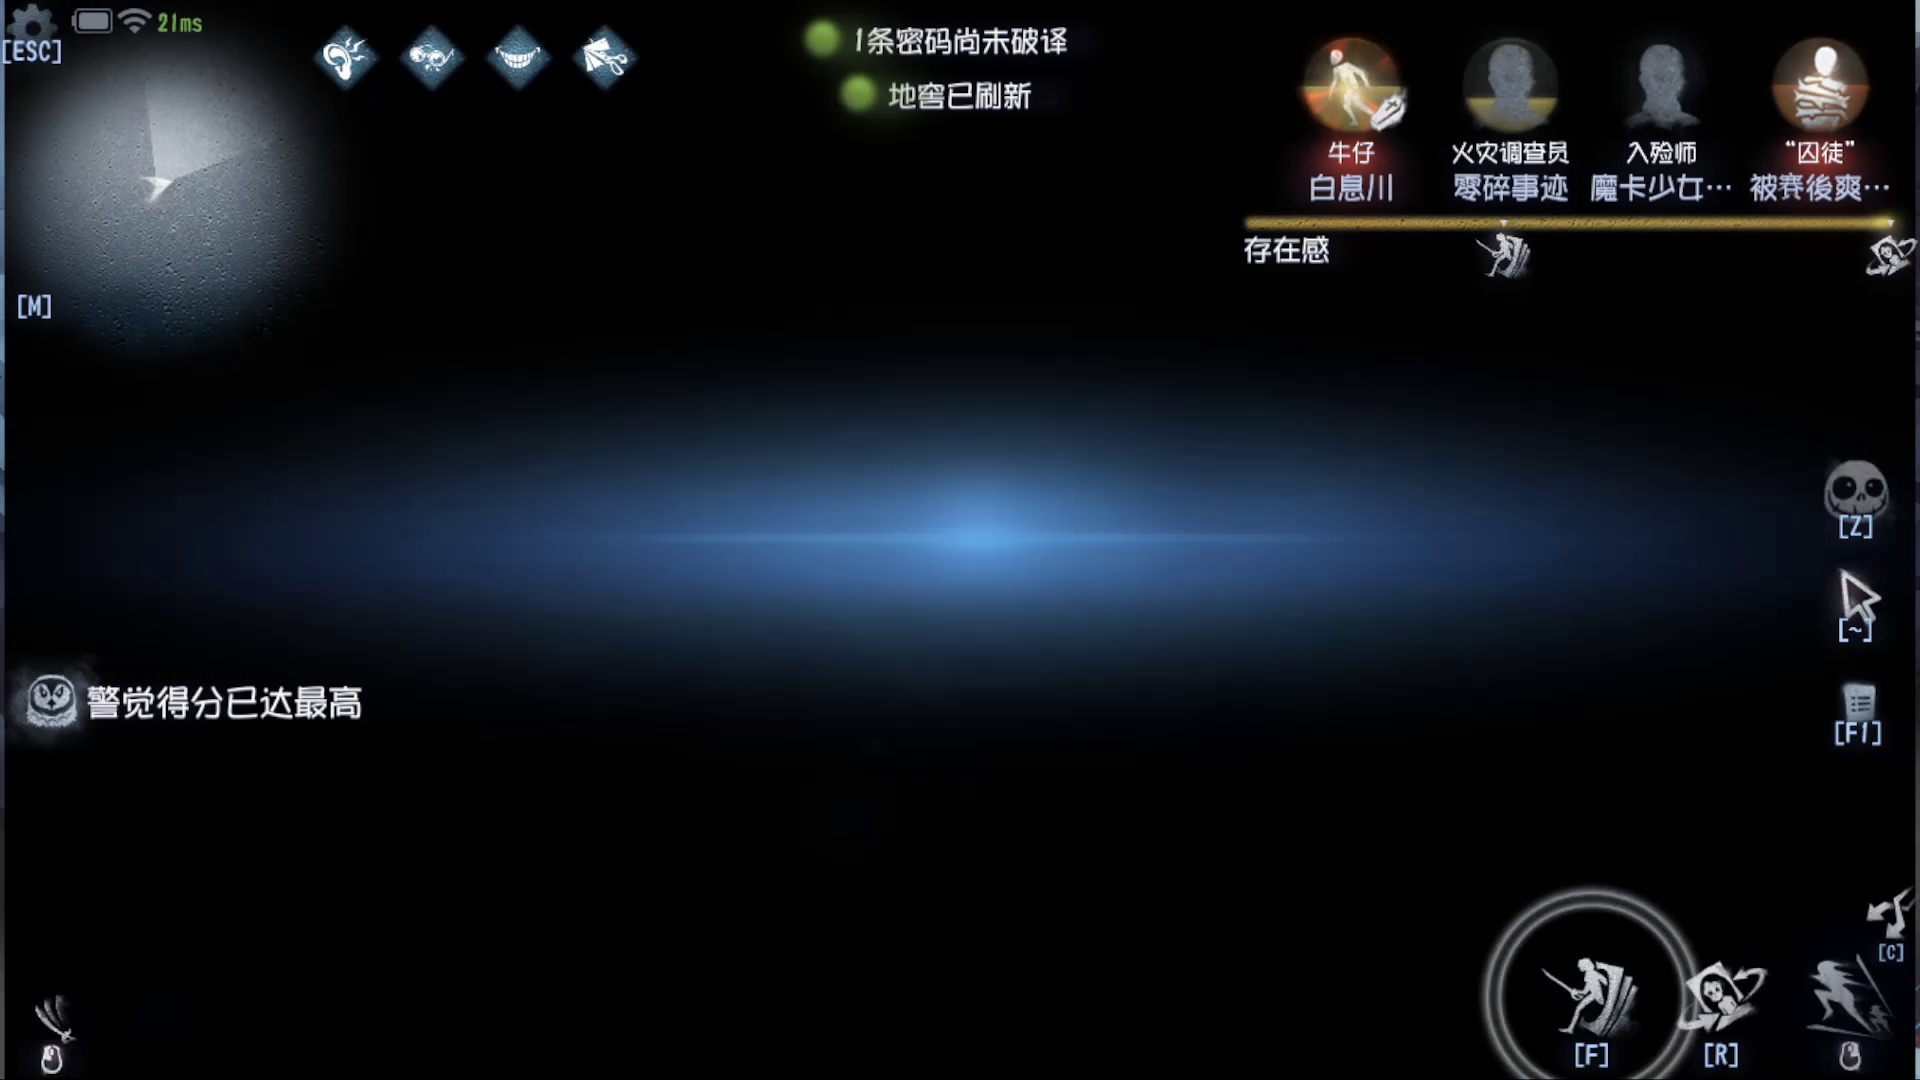 21ms
[ESC]
1条密码尚未破译
地窖已刷新
牛仔
火灾调查员
入殓师
“囚徒”
白息川
零碎事迹
魔卡少女…
被赛後爽…
存在感
[M]
[Z]
[~]
警觉得分已达最高
[F1]
[C]
[F]
[R]